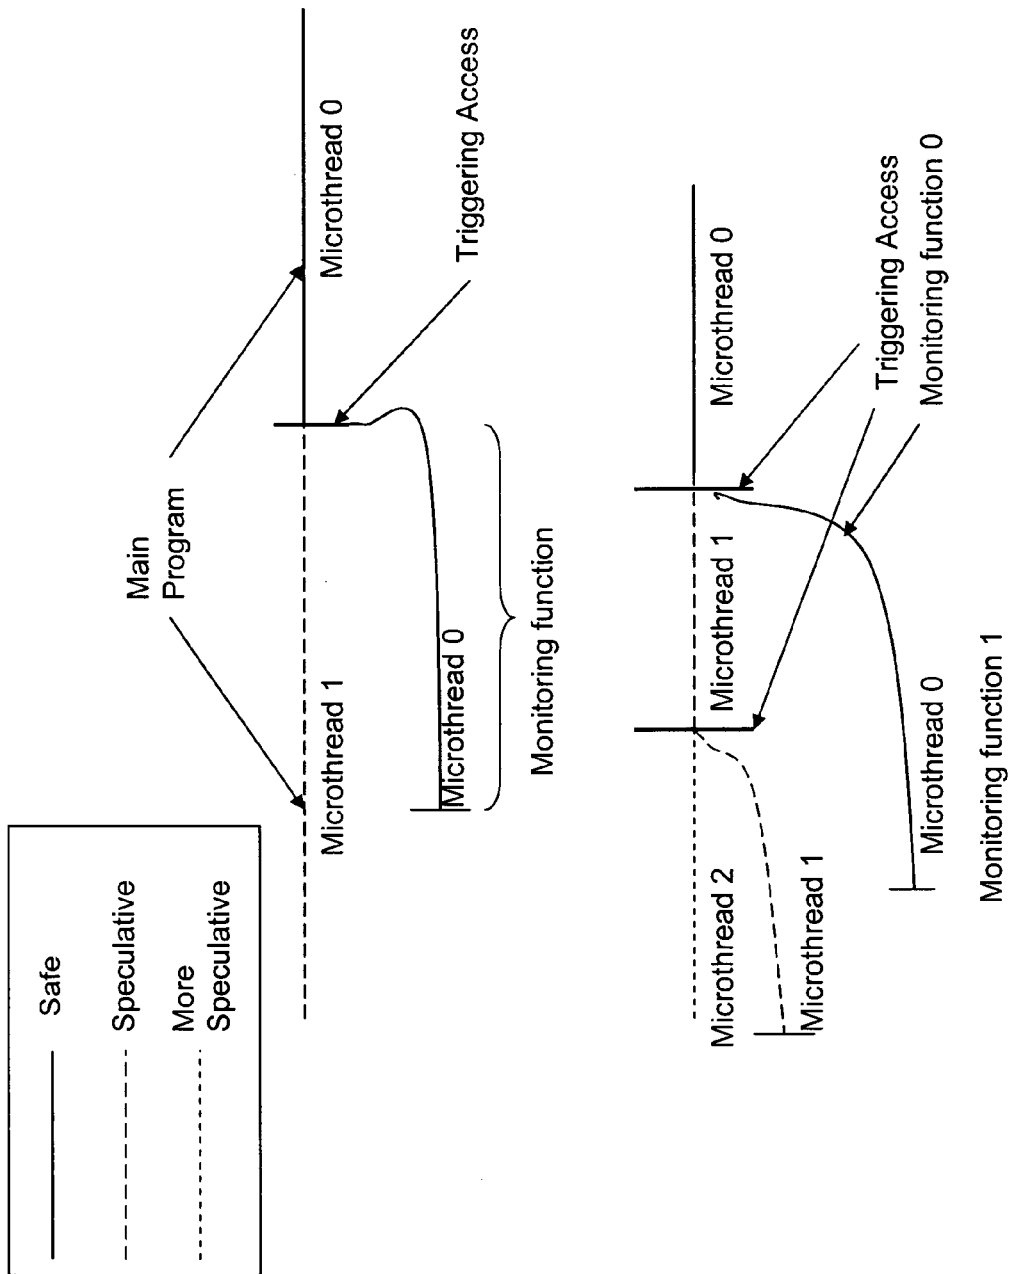 Safe
Speculative
More
Speculative
Main
Program
Microthread 1
Microthread 0
Triggering Access
Microthread 0
Monitoring function
Microthread 2
Microthread 1
Microthread 0
Microthread 1
Triggering Access
Monitoring function 0
Microthread 0
Monitoring function 1